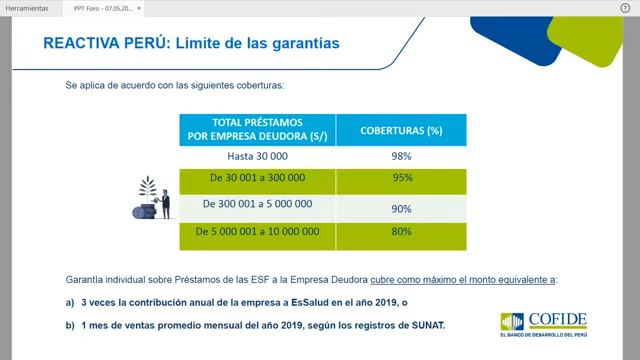 Herramientas
PPT Foro - 07.05.20...
REACTIVA PERÚ: Límite de las garantías
Se aplica de acuerdo con las siguientes coberturas:
TOTAL PRÉSTAMOS
POR EMPRESA DEUDORA (S/)
COBERTURAS (%)
Hasta 30 000
98%
De 30 001 a 300 000
95%
De 300 001 a 5 000 000
90%
De 5 000 001 a 10 000 000
80%
Garantía individual sobre Préstamos de las ESF a la Empresa Deudora cubre como máximo el monto equivalente a:
a) 3 veces la contribución anual de la empresa a EsSalud en el año 2019, o
b) 1 mes de ventas promedio mensual del año 2019, según los registros de SUNAT.
COFIDE
EL BANCO DE DESARROLLO DEL PERÚ